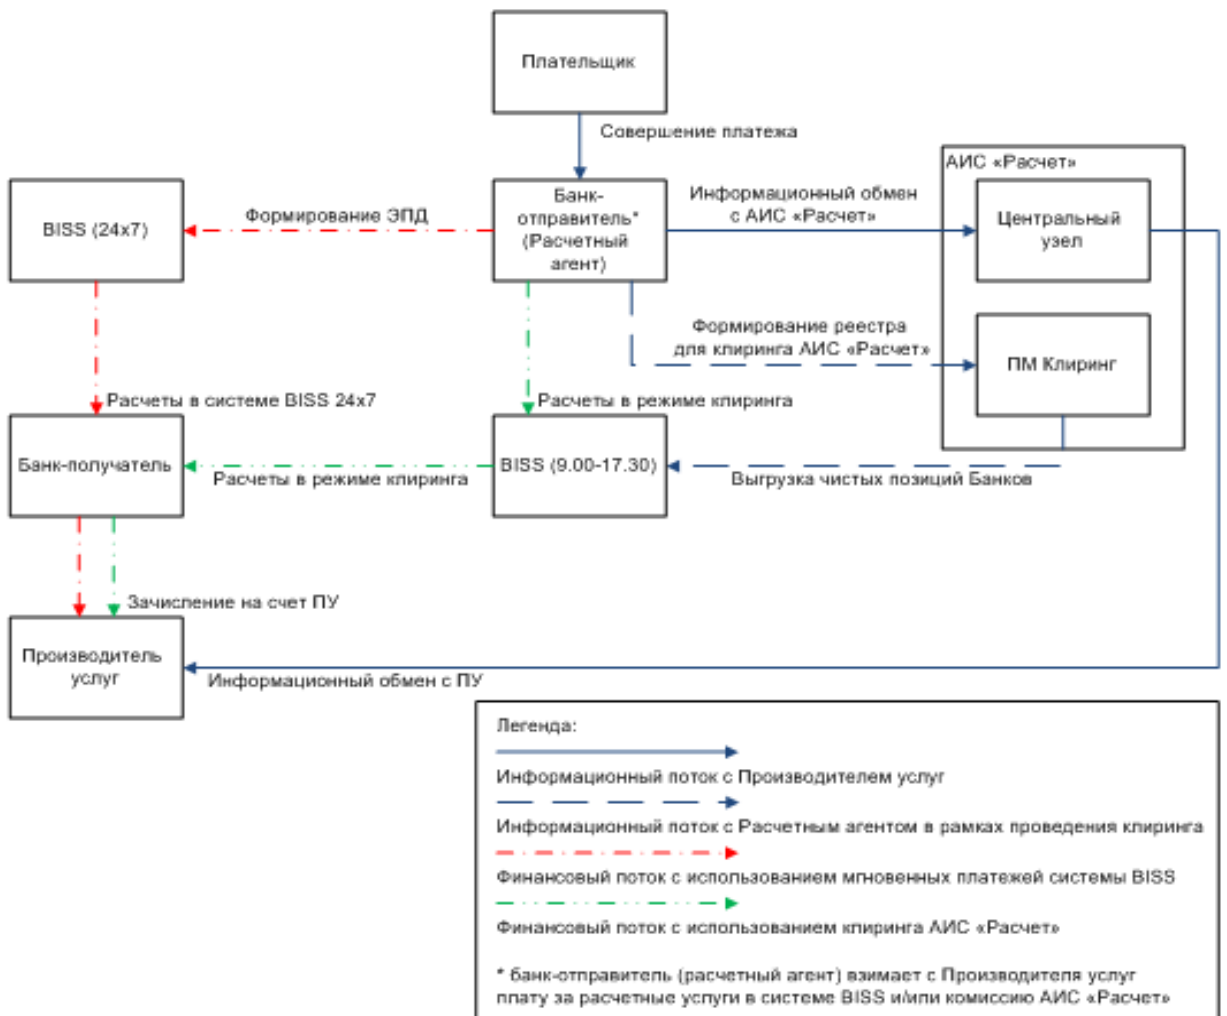 Плательщик
Совершение платежа
АИС «Расчет»
BISS (24x7)
Формирование ЭПД
Банк-
отправитель*
(Расчетный
агент)
Информационный обмен
с АИС «Расчет»
Центральный
узел
Формирование реестра
для клиринга АИС «Расчет»
ПМ Клиринг
Расчеты в системе BISS 24x7
Расчеты в режиме клиринга
Банк-получатель
Расчеты в режиме клиринга
BISS (9.00-17.30)
Выгрузка чистых позиций Банков
Зачисление на счет ПУ
Производитель
услуг
Информационный обмен с ПУ
Легенда:
Информационный поток с Производителем услуг
Информационный поток с Расчетным агентом в рамках проведения клиринга
Финансовый поток с использованием мгновенных платежей системы BISS
Финансовый поток с использованием клиринга АИС «Расчет»
* банк-отправитель (расчетный агент) взимает с Производителя услуг
плату за расчетные услуги в системе BISS и/или комиссию АИС «Расчет»